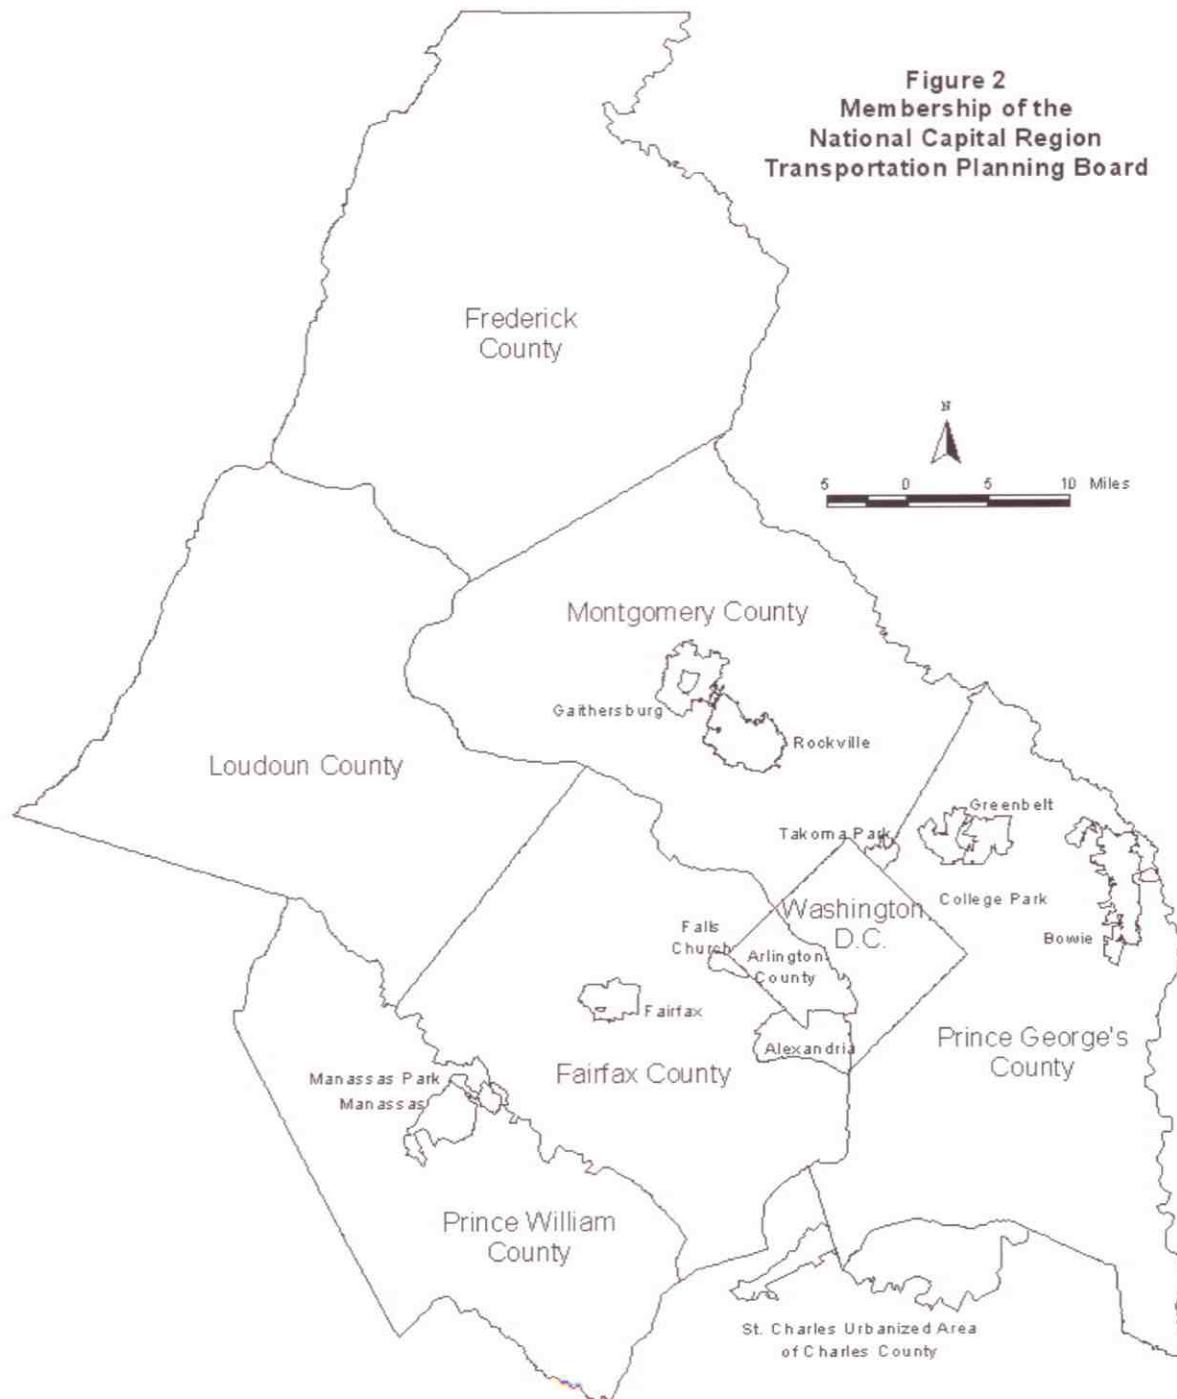 Figure 2
Membership of the
National Capital Region
Transportation Planning Board
Frederick
County
N
5 0 5 10 Miles
Montgomery County
Gaithersburg
Rockville
Loudoun County
Greenbelt
Takoma Park
College Park
Washington
D.C.
Falls
Church
Arlington
County
Bowie
Fairfax
Alexandria
Prince George's
County
Fairfax County
Manassas Park
Manassas
Prince William
County
St. Charles Urbanized Area
of Charles County